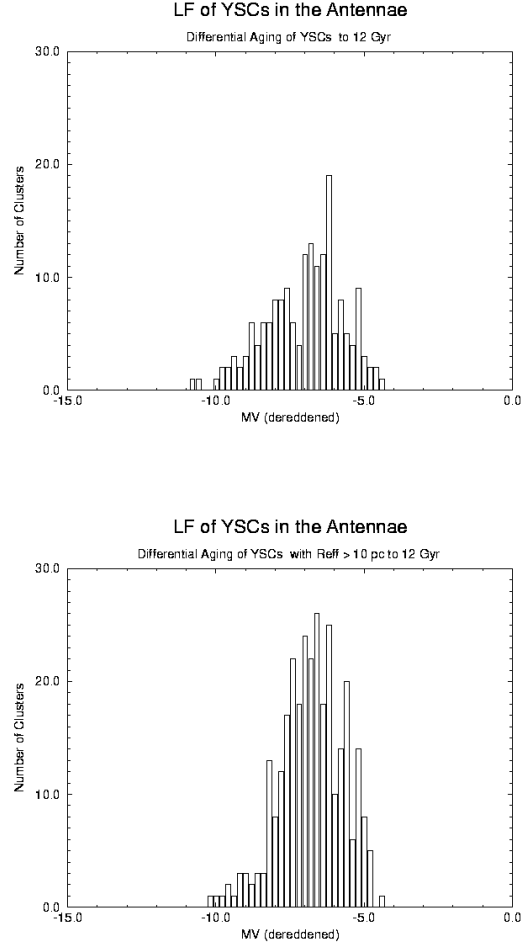 LF of YSCs in the Antennae
Differential Aging of YSCs to 12 Gyr
30.0
20.0
Number of Clusters
10.0
0.0
-15.0 -10.0 -5.0 0.0
MV (dereddened)
LF of YSCs in the Antennae
Differential Aging of YSCs with Reff > 10 pc to 12 Gyr
30.0
20.0
Number of Clusters
10.0
0.0
-15.0 -10.0 -5.0 0.0
MV (dereddened)